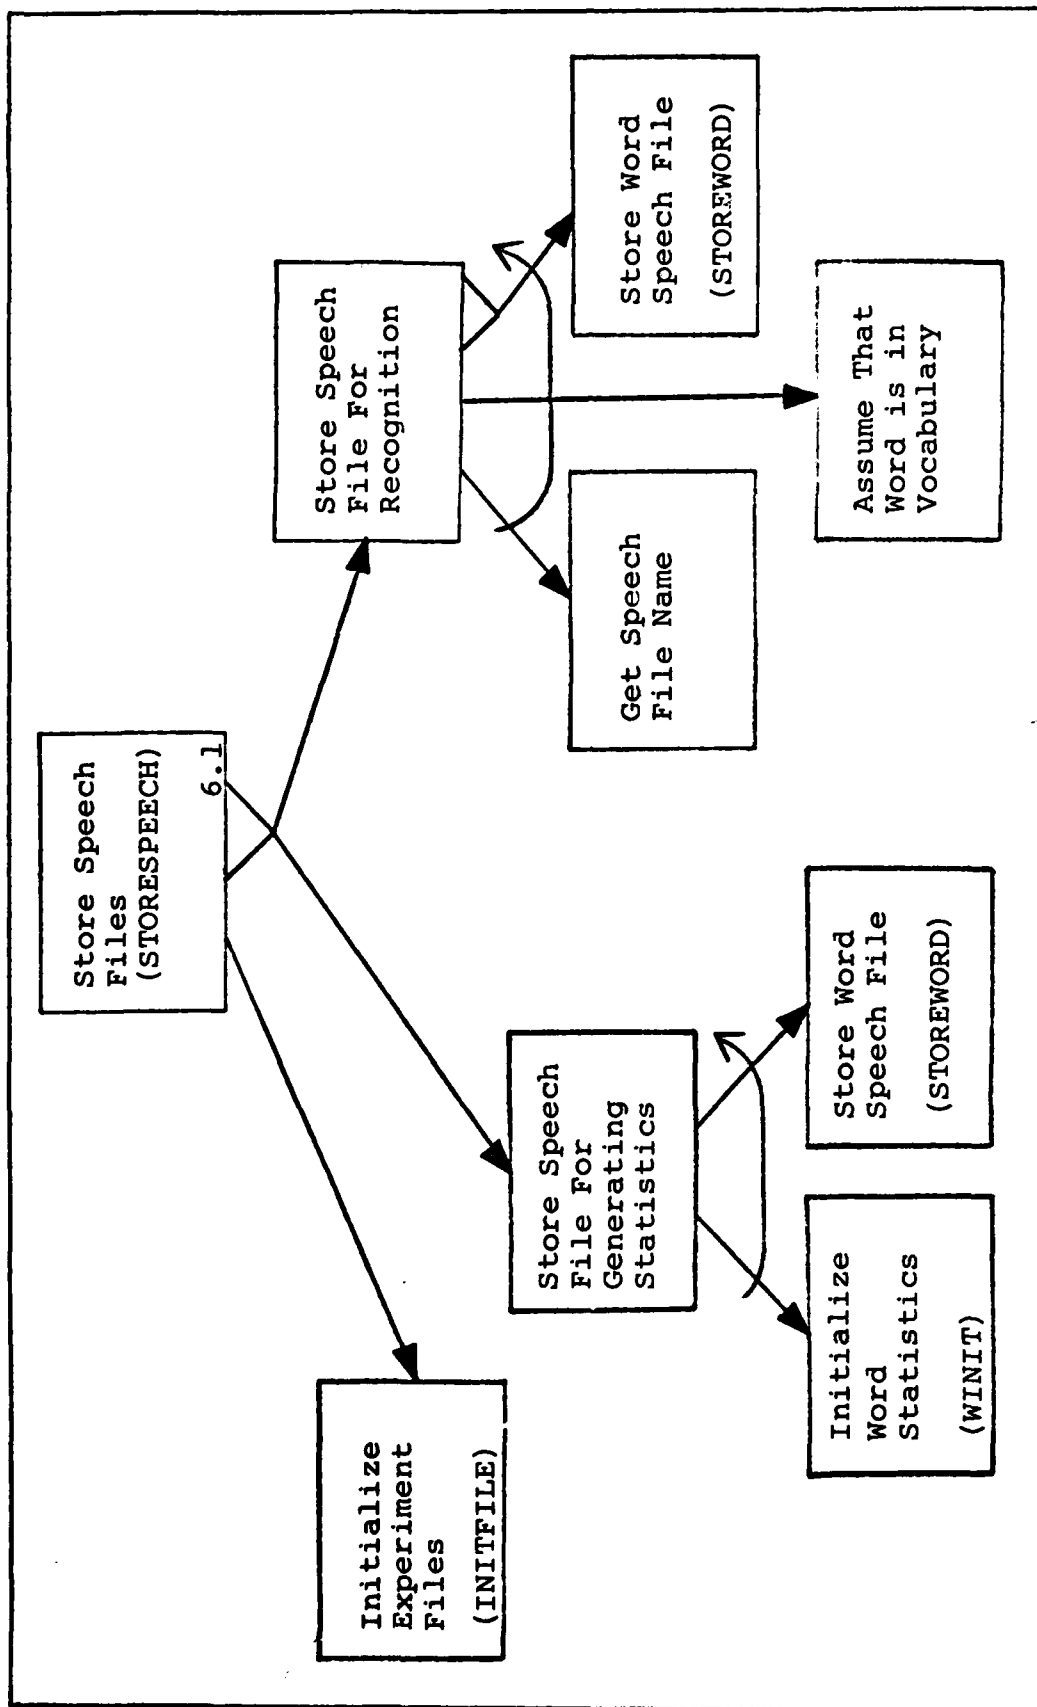 Store Speech
Files
(STORESPEECH)
6.1
Initialize
Experiment
Files
(INITFILE)
Store Speech
File For
Generating
Statistics
Store Speech
File For
Recognition
Initialize
Word
Statistics
(WINIT)
Store Word
Speech File
(STOREWORD)
Get Speech
File Name
Assume That
Word is in
Vocabulary
Store Word
Speech File
(STOREWORD)